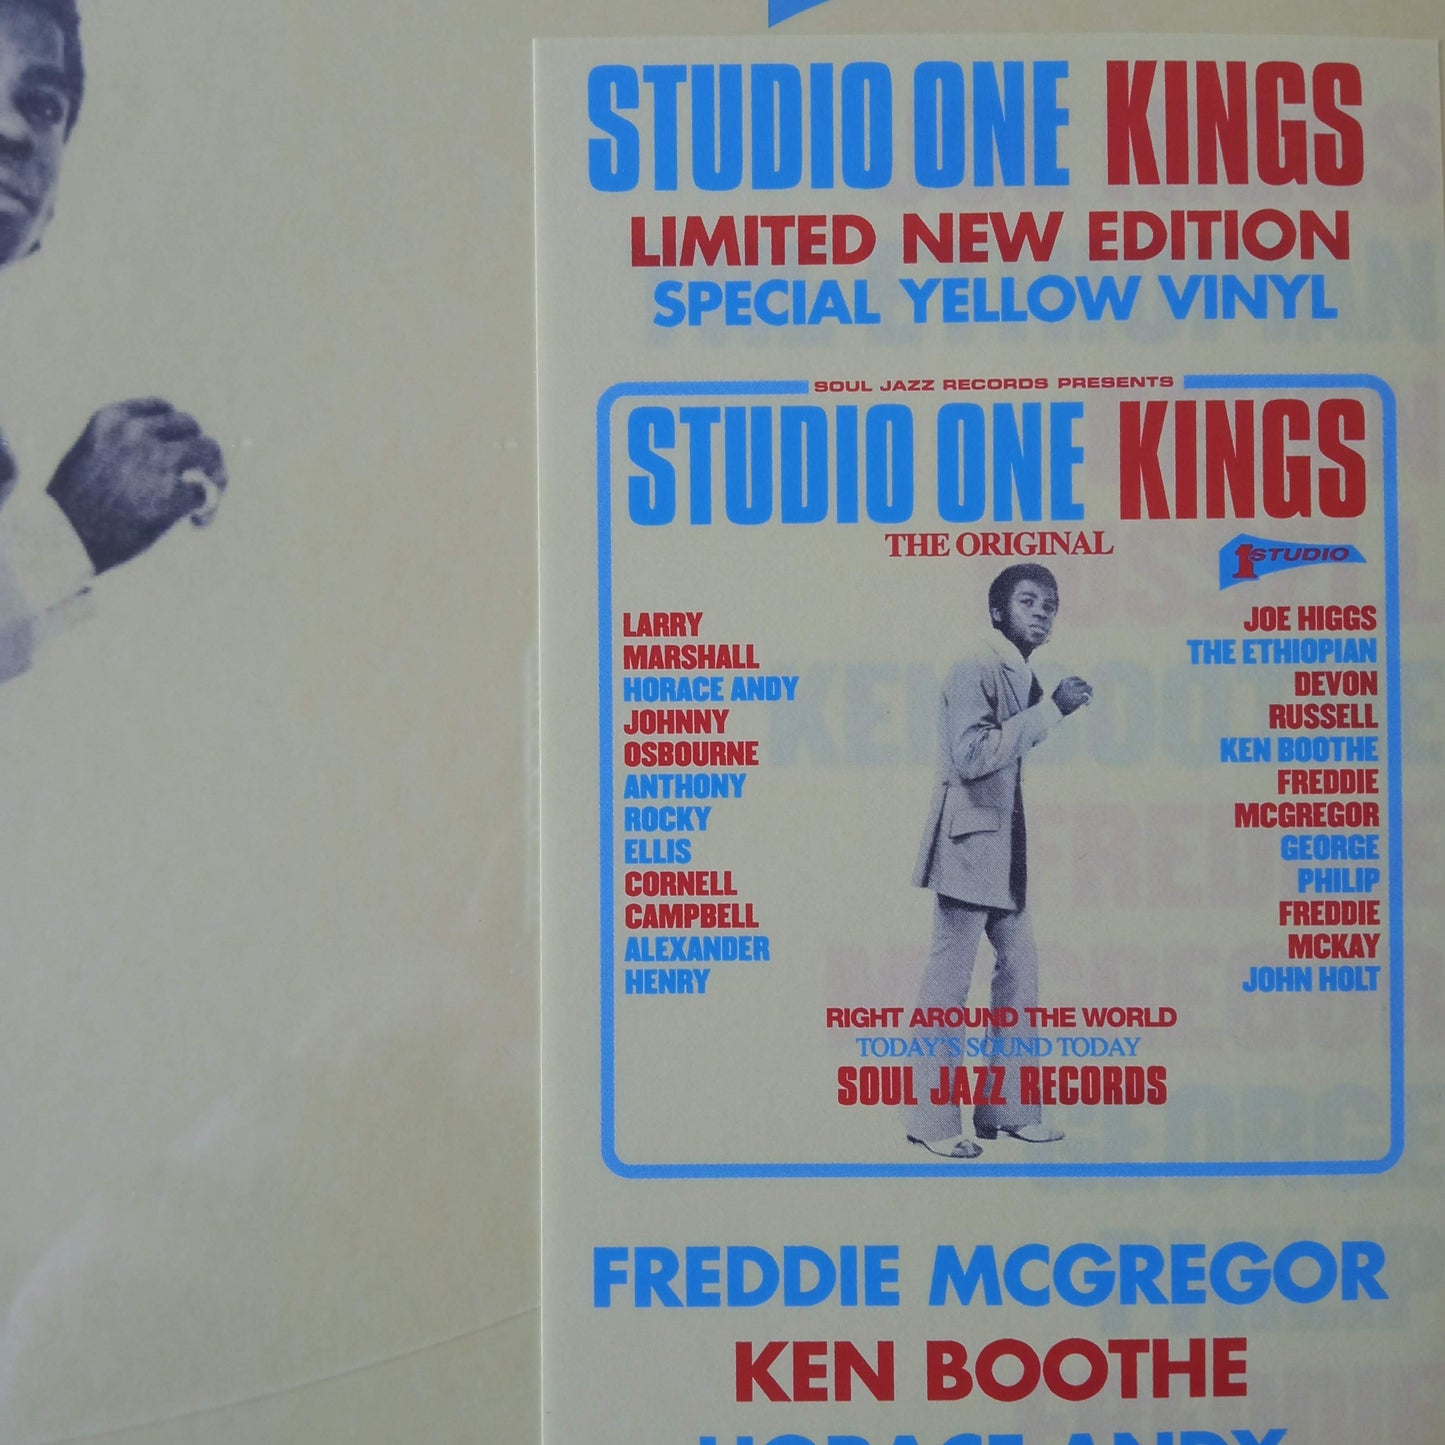 STUDIO ONE KINGS
LIMITED NEW EDITION
SPECIAL YELLOW VINYL
SOUL JAZZ RECORDS PRESENTS
STUDIO ONE KINGS
THE ORIGINAL
1 STUDIO
LARRY
MARSHALL
HORACE ANDY
JOHNNY
OSBOURNE
ANTHONY
ROCKY
ELLIS
CORNELL
CAMPBELL
ALEXANDER
HENRY
JOE HIGGS
THE ETHIOPIAN
DEVON
RUSSELL
KEN BOOTHE
FREDDIE
MCGREGOR
GEORGE
PHILIP
FREDDIE
MCKAY
JOHN HOLT
RIGHT AROUND THE WORLD
TODAY'S SOUND TODAY
SOUL JAZZ RECORDS
FREDDIE MCGREGOR
KEN BOOTHE
HORACE ANDY